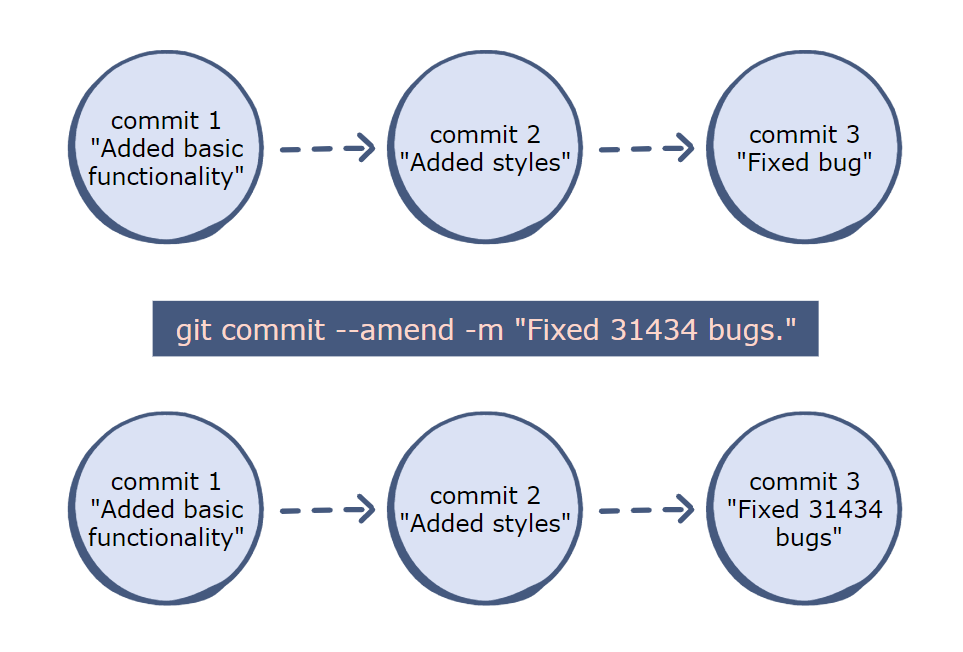 commit 1
"Added basic
functionality"
commit 2
"Added styles"
commit 3
"Fixed bug"
git commit --amend -m "Fixed 31434 bugs."
commit 1
"Added basic
functionality"
commit 2
"Added styles"
commit 3
"Fixed 31434
bugs"